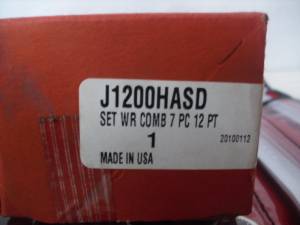 J1200HASD
SET WR COMB 7 PC 12 PT
1
20100112
MADE IN USA